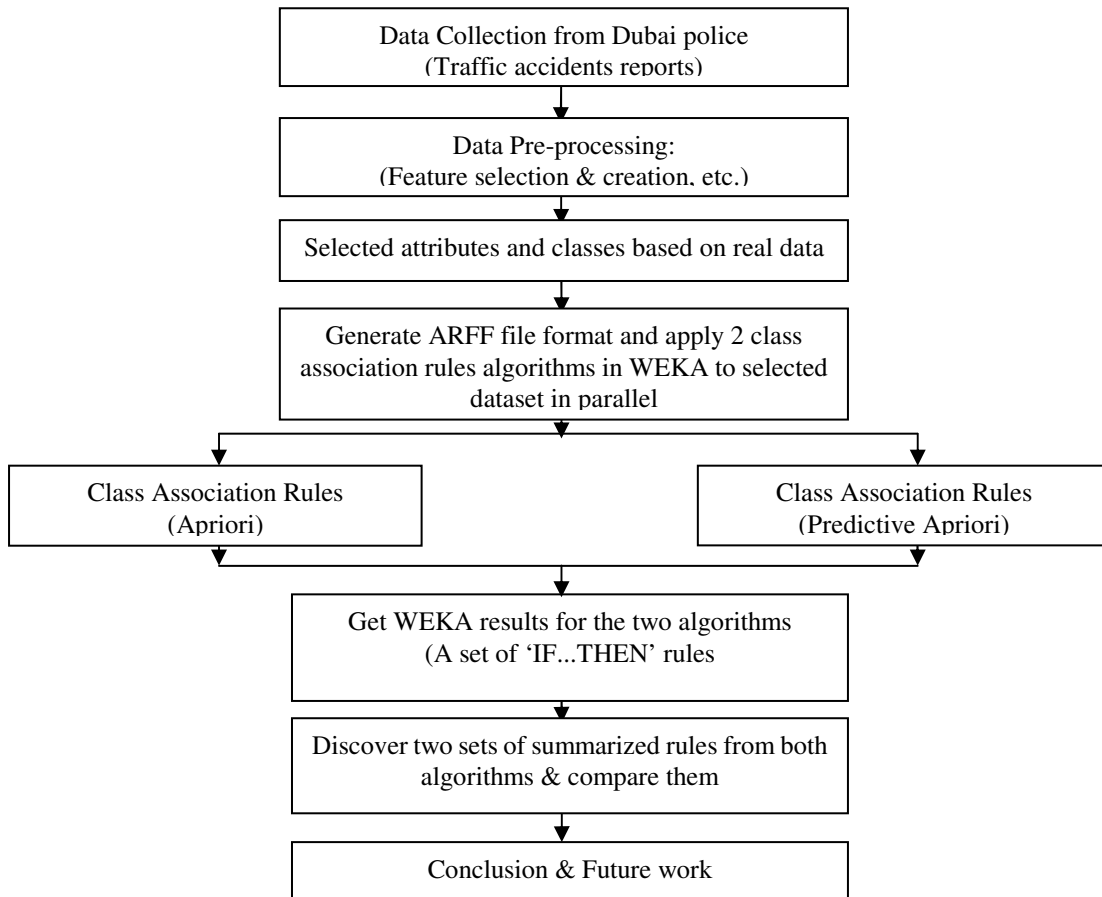 Data Collection from Dubai police
(Traffic accidents reports)
Data Pre-processing:
(Feature selection & creation, etc.)
Selected attributes and classes based on real data
Generate ARFF file format and apply 2 class
association rules algorithms in WEKA to selected
dataset in parallel
Class Association Rules
(Apriori)
Class Association Rules
(Predictive Apriori)
Get WEKA results for the two algorithms
(A set of ‘IF...THEN’ rules
Discover two sets of summarized rules from both
algorithms & compare them
Conclusion & Future work